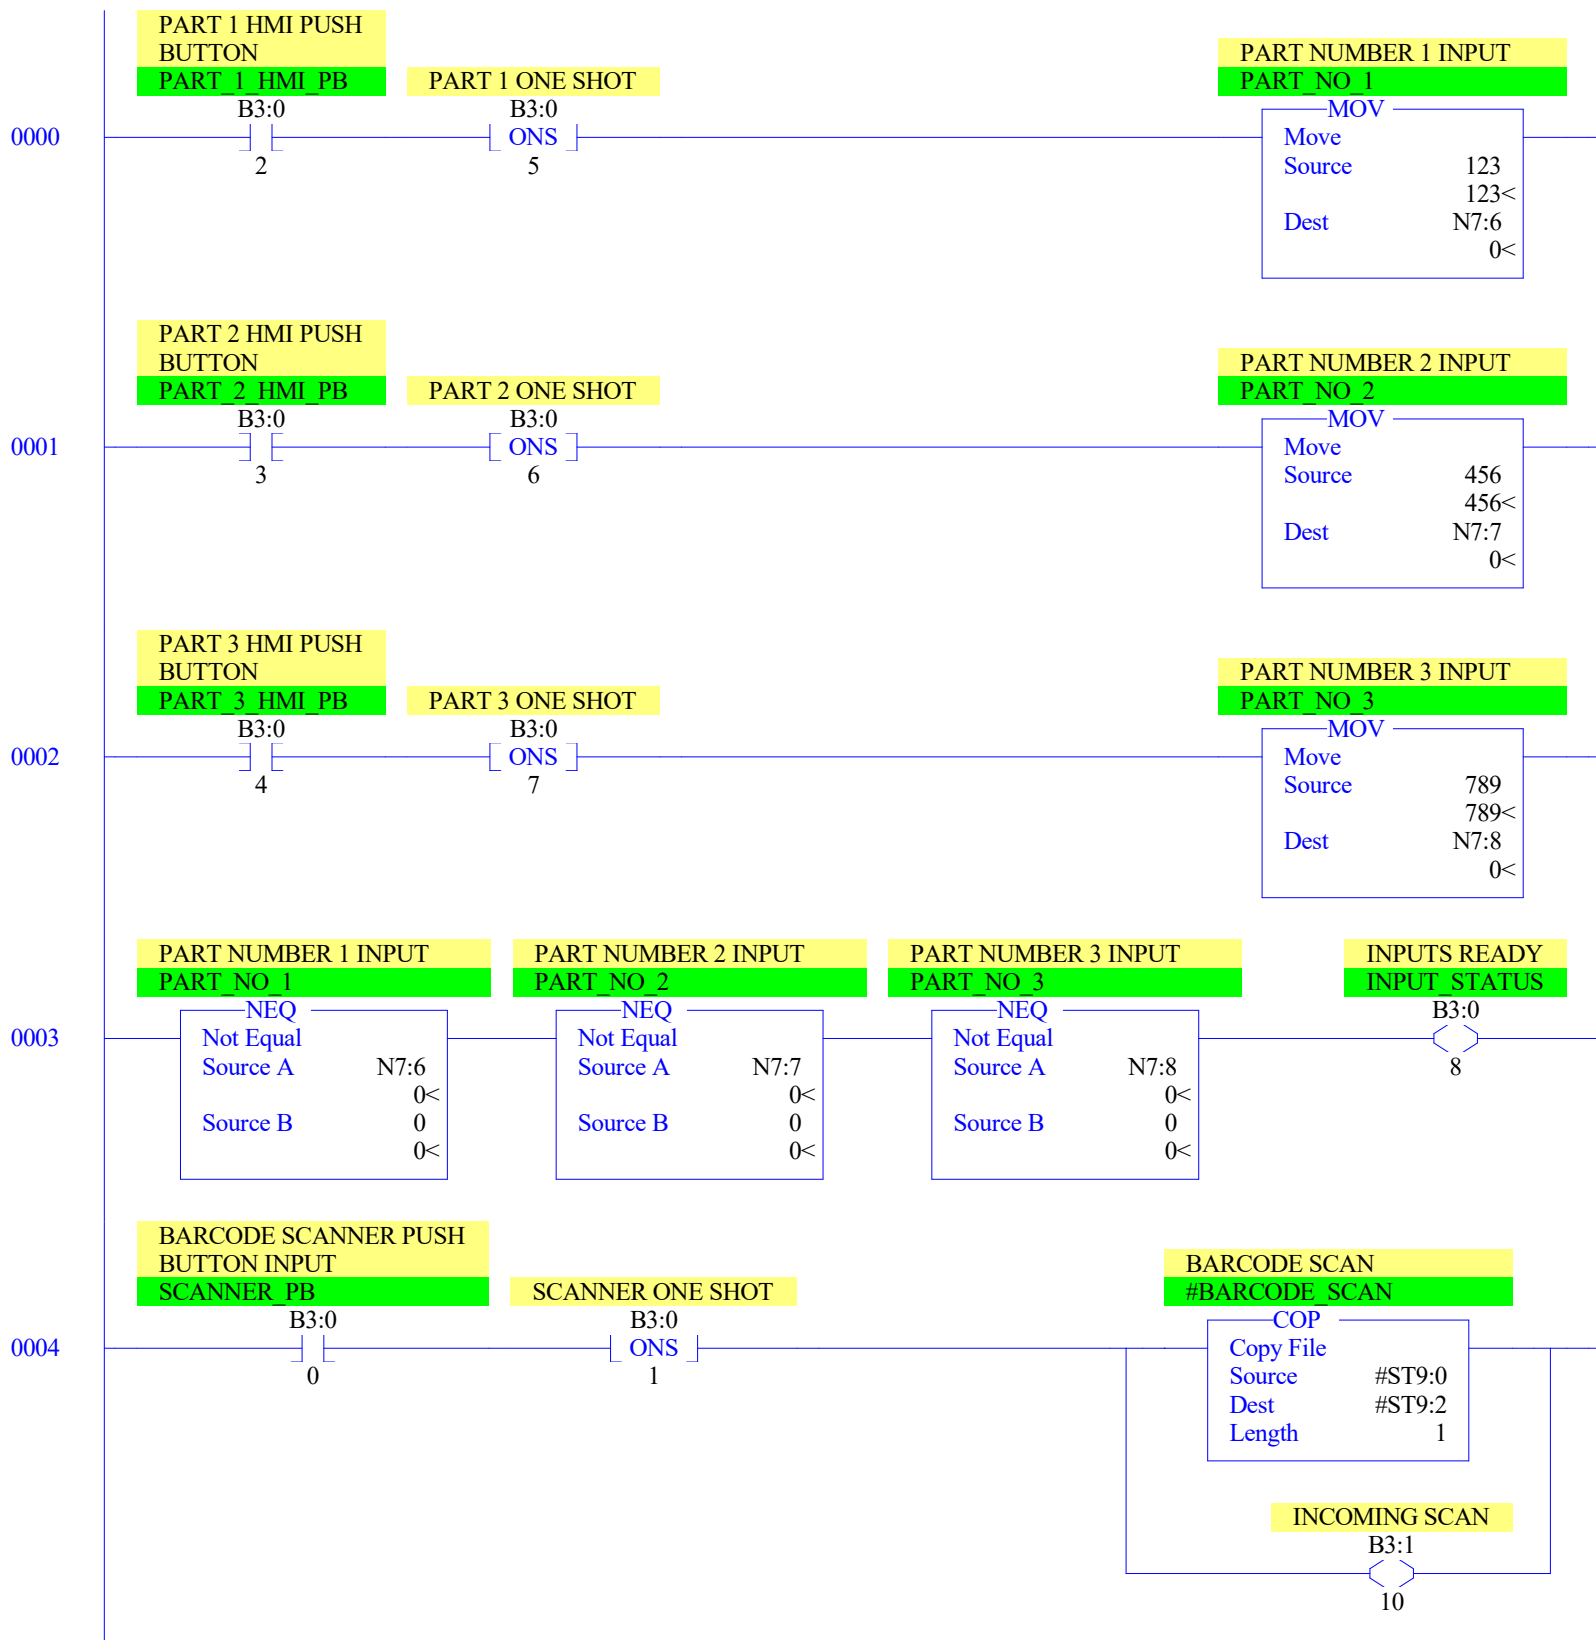 PART 1 HMI PUSH
BUTTON
PART_1_HMI_PB
B3:0
2
PART 1 ONE SHOT
B3:0
ONS
5
PART NUMBER 1 INPUT
PART_NO_1
MOV
Move
Source 123
123<
Dest N7:6
0<
0000
PART 2 HMI PUSH
BUTTON
PART_2_HMI_PB
B3:0
3
PART 2 ONE SHOT
B3:0
ONS
6
PART NUMBER 2 INPUT
PART_NO_2
MOV
Move
Source 456
456<
Dest N7:7
0<
0001
PART 3 HMI PUSH
BUTTON
PART_3_HMI_PB
B3:0
4
PART 3 ONE SHOT
B3:0
ONS
7
PART NUMBER 3 INPUT
PART_NO_3
MOV
Move
Source 789
789<
Dest N7:8
0<
0002
PART NUMBER 1 INPUT
PART_NO_1
NEQ
Not Equal
Source A N7:6
0<
Source B 0
0<
PART NUMBER 2 INPUT
PART_NO_2
NEQ
Not Equal
Source A N7:7
0<
Source B 0
0<
PART NUMBER 3 INPUT
PART_NO_3
NEQ
Not Equal
Source A N7:8
0<
Source B 0
0<
INPUTS READY
INPUT_STATUS
B3:0
8
0003
BARCODE SCANNER PUSH
BUTTON INPUT
SCANNER_PB
B3:0
0
SCANNER ONE SHOT
B3:0
ONS
1
BARCODE SCAN
#BARCODE_SCAN
COP
Copy File
Source #ST9:0
Dest #ST9:2
Length 1
0004
INCOMING SCAN
B3:1
10